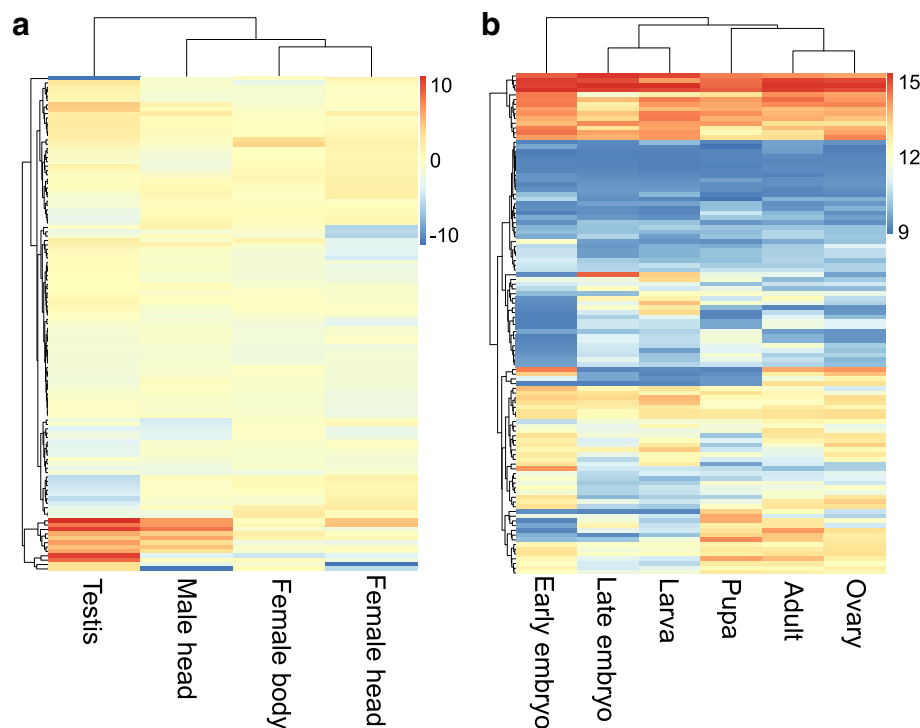 a
10
0
-10
Testis
Male head
Female body
Female head
b
15
12
9
Early embryo
Late embryo
Larva
Pupa
Adult
Ovary